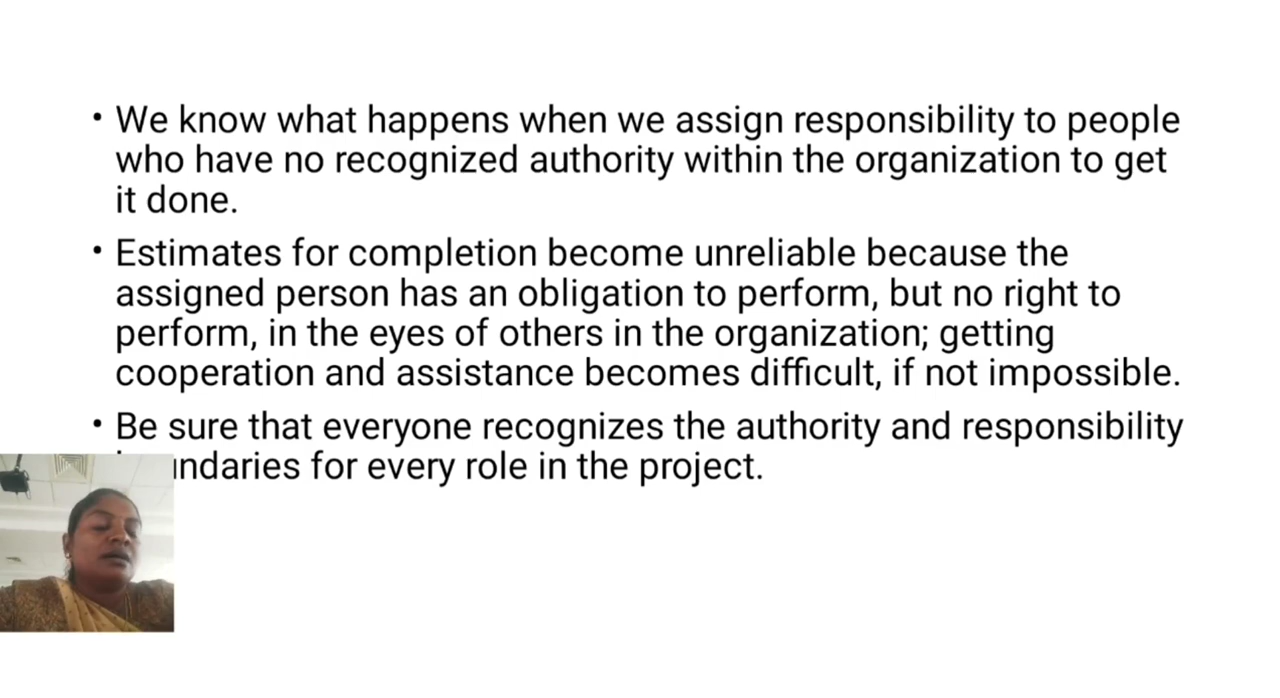 • We know what happens when we assign responsibility to people
who have no recognized authority within the organization to get
it done.
• Estimates for completion become unreliable because the
assigned person has an obligation to perform, but no right to
perform, in the eyes of others in the organization; getting
cooperation and assistance becomes difficult, if not impossible.
• Be sure that everyone recognizes the authority and responsibility
for every role in the project.